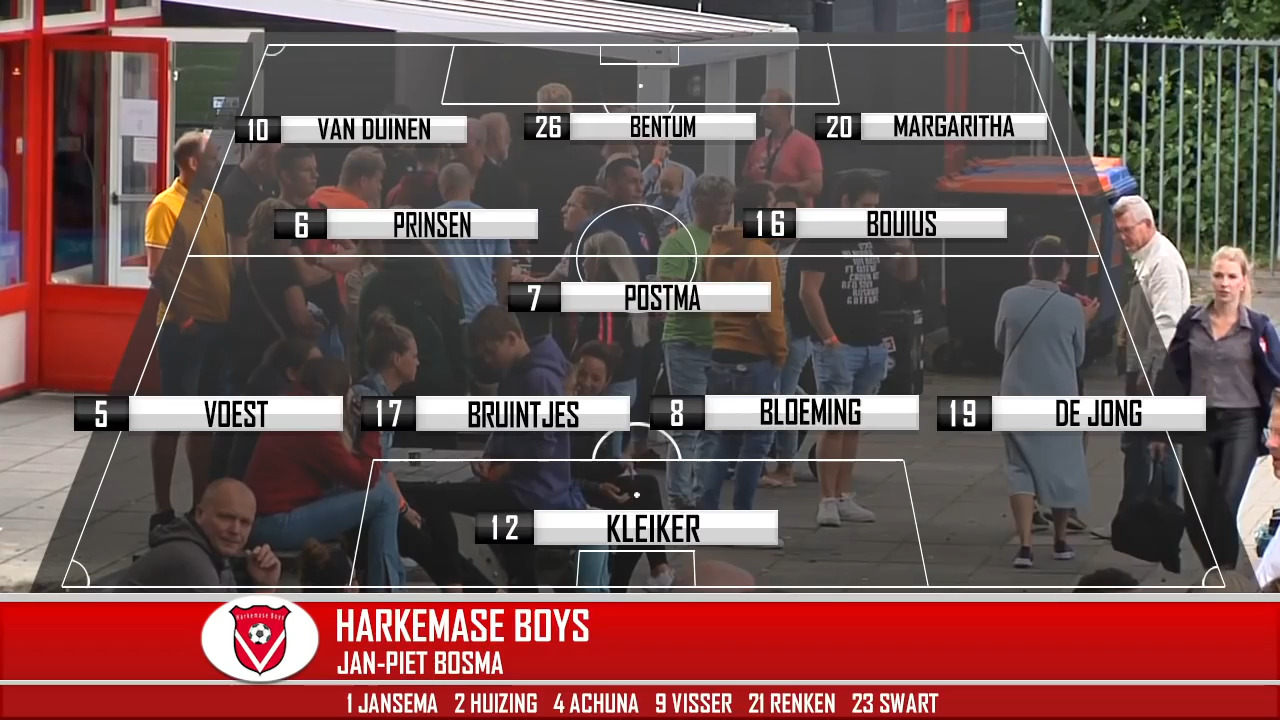 10 VAN DUINEN 26 BENTUM 20 MARGARITHA
6 PRINSEN 16 BOUIUS
7 POSTMA
5 VOEST 17 BRUINTJES 8 BLOEMING 19 DE JONG
12 KLEIKER
Harkemase Boys
HARKEMASE BOYS
JAN-PIET BOSMA
1 JANSEMA 2 HUIZING 4 ACHUNA 9 VISSER 21 RENKEN 23 SWART